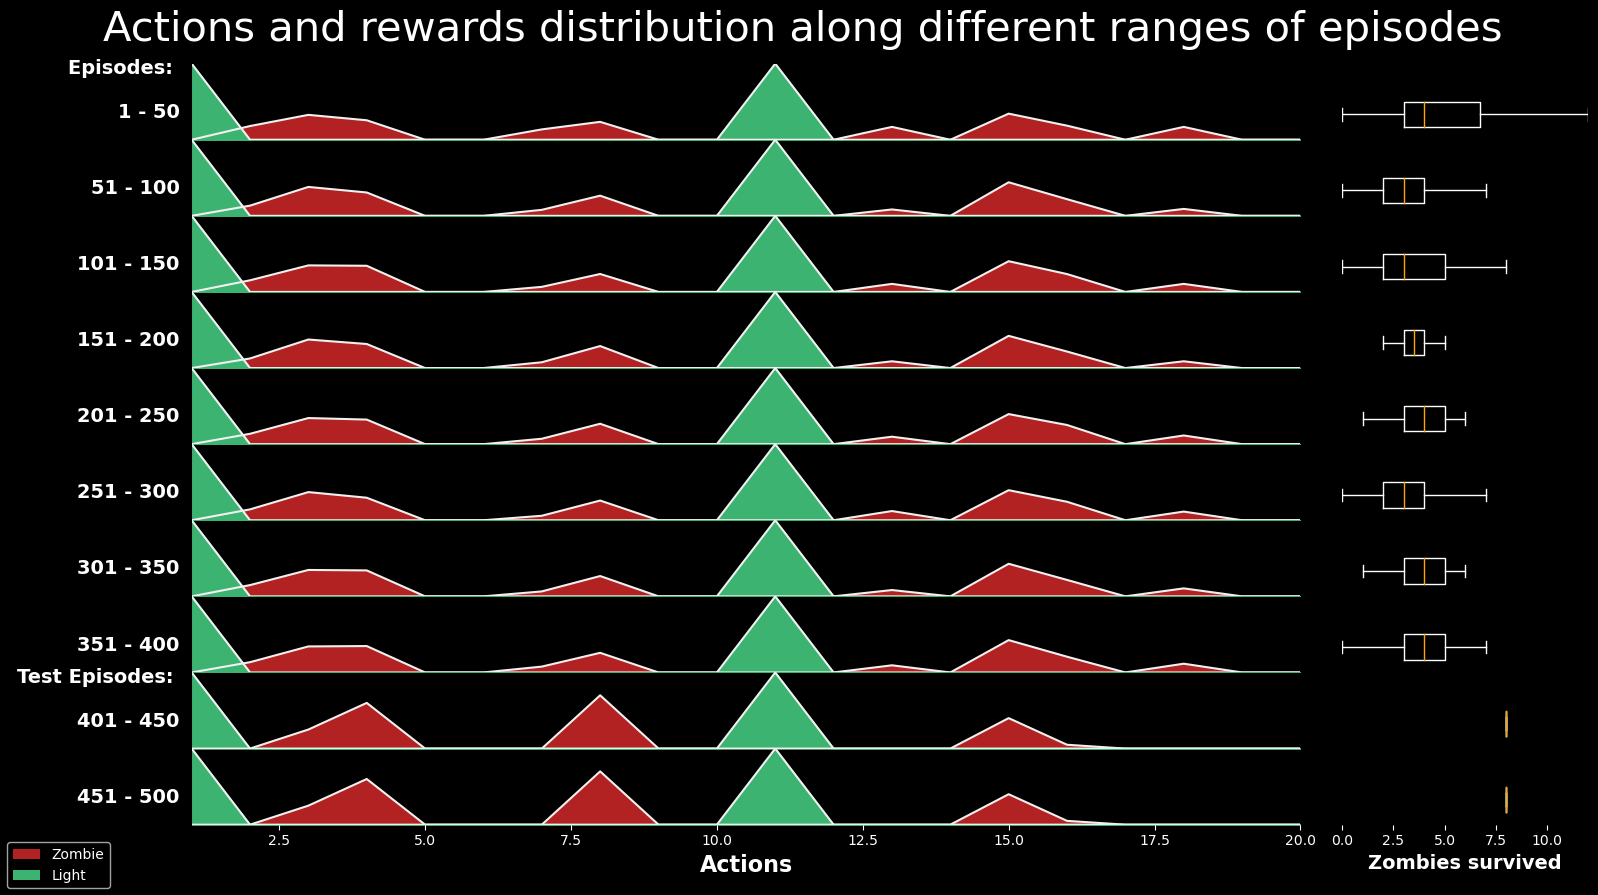 Actions and rewards distribution along different ranges of episodes
Episodes:
1 - 50
51 - 100
101 - 150
151 - 200
201 - 250
251 - 300
301 - 350
351 - 400
Test Episodes:
401 - 450
451 - 500
2.5 5.0 7.5 10.0 12.5 15.0 17.5 20.0
Actions
0.0 2.5 5.0 7.5 10.0
Zombies survived
Zombie
Light